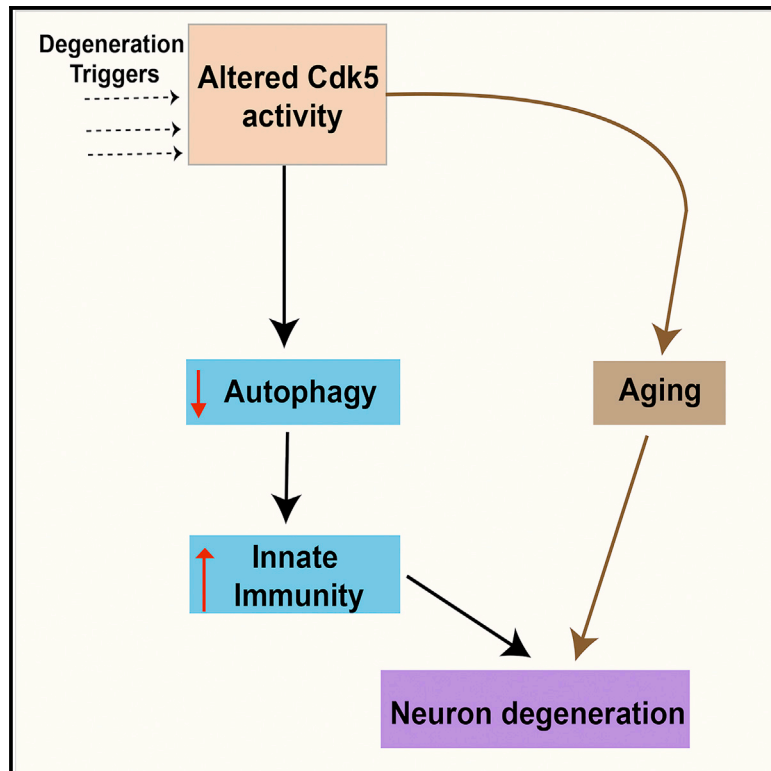 Degeneration
Triggers
Altered Cdk5
activity
Autophagy
Aging
Innate
Immunity
Neuron degeneration